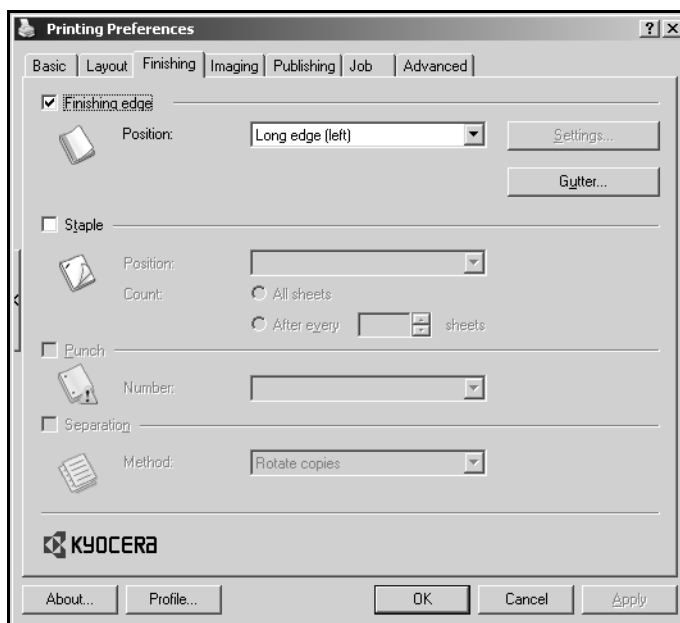 Printing Preferences
Basic Layout Finishing Imaging Publishing Job Advanced
Finishing edge
Position: Long edge (left) Settings...
Gutter...
Staple
Position:
Count: All sheets
After every sheets
Punch
Number:
Separation
Method: Rotate copies
KYOCERA
About... Profile... OK Cancel Apply